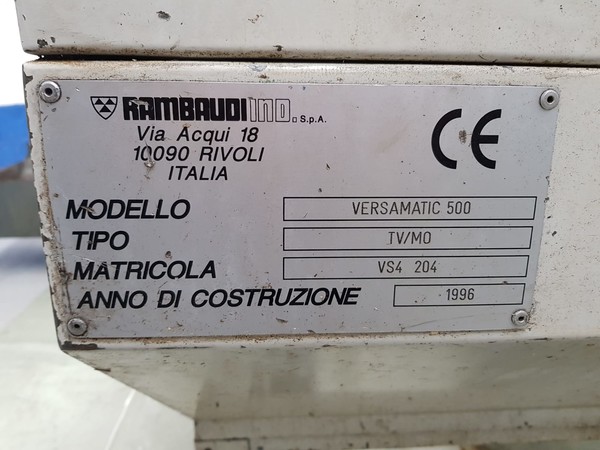 RAMBAUDI IND. S.p.A.
Via Acqui 18
10090 RIVOLI
ITALIA
CE
MODELLO VERSAMATIC 500
TIPO TV/MO
MATRICOLA VS4 204
ANNO DI COSTRUZIONE 1996